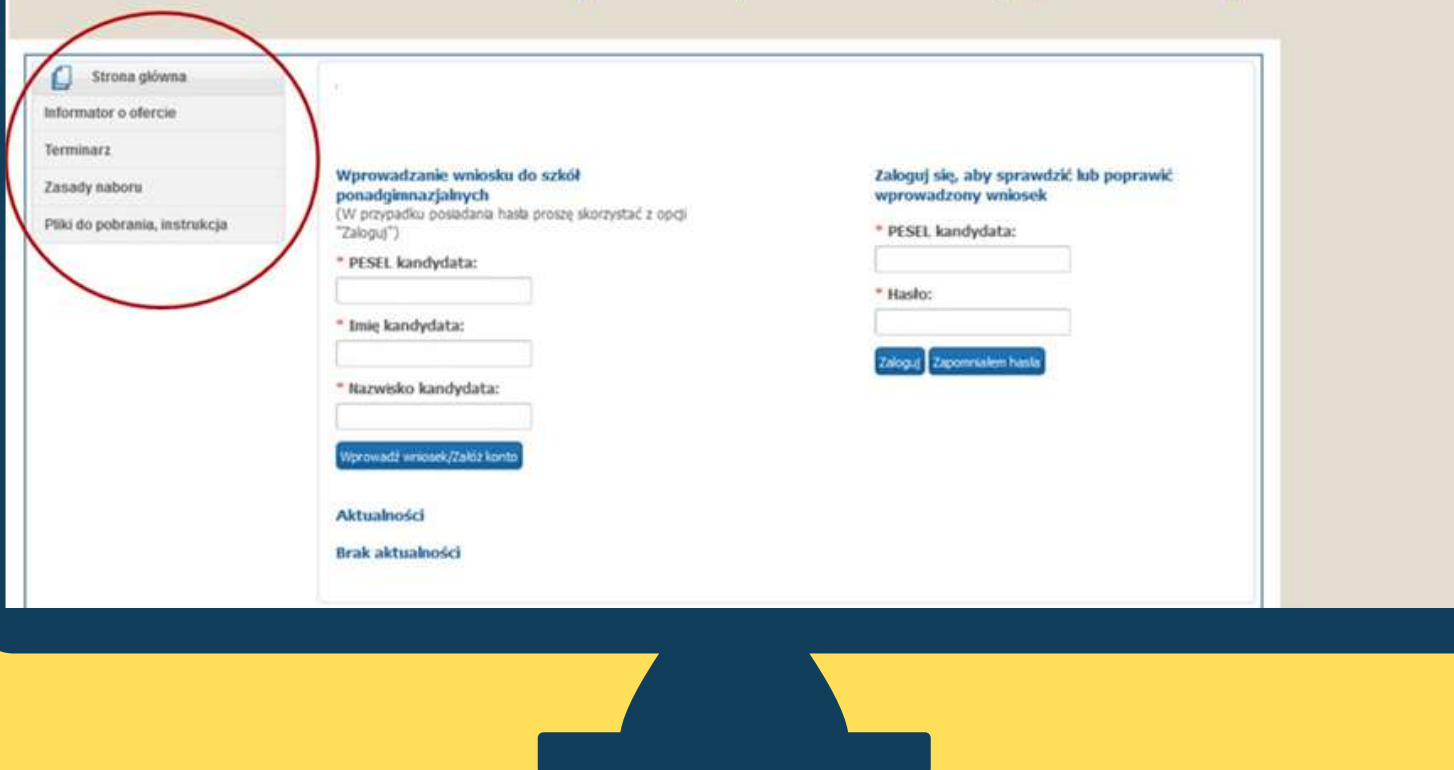 Strona główna
Informator o ofercie
Terminarz
Zasady naboru
Pliki do pobrania, instrukcja
Wprowadzanie wniosku do szkół
ponadgimnazjalnych
(W przypadku posiadania hasła proszę skorzystać z opcji
"Zaloguj")
* PESEL kandydata:
* Imię kandydata:
* Nazwisko kandydata:
Wprowadź wniosek/Załóż konto
Aktualności
Brak aktualności
Zaloguj się, aby sprawdzić lub poprawić
wprowadzony wniosek
* PESEL kandydata:
* Hasło:
Zaloguj Zapomniałem hasła